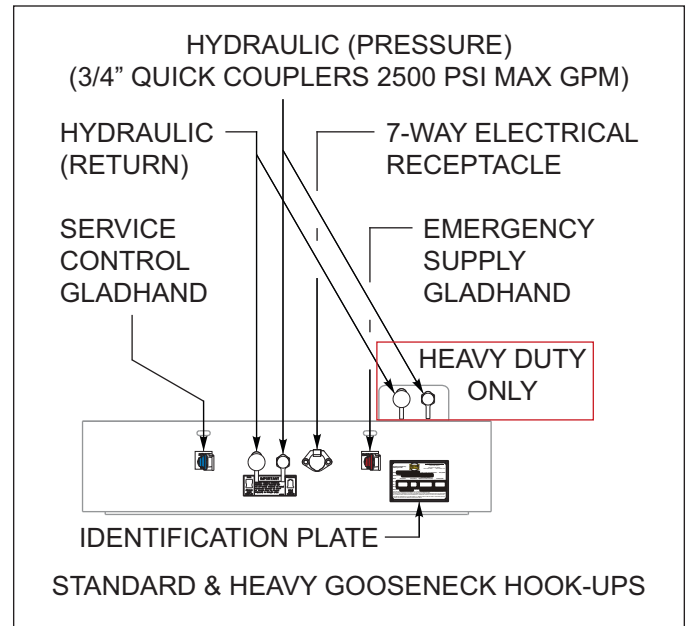 HYDRAULIC (PRESSURE)
(3/4” QUICK COUPLERS 2500 PSI MAX GPM)
HYDRAULIC
(RETURN)
7-WAY ELECTRICAL
RECEPTACLE
SERVICE
CONTROL
GLADHAND
EMERGENCY
SUPPLY
GLADHAND
HEAVY DUTY
ONLY
IMPORTANT
IDENTIFICATION PLATE
STANDARD & HEAVY GOOSENECK HOOK-UPS